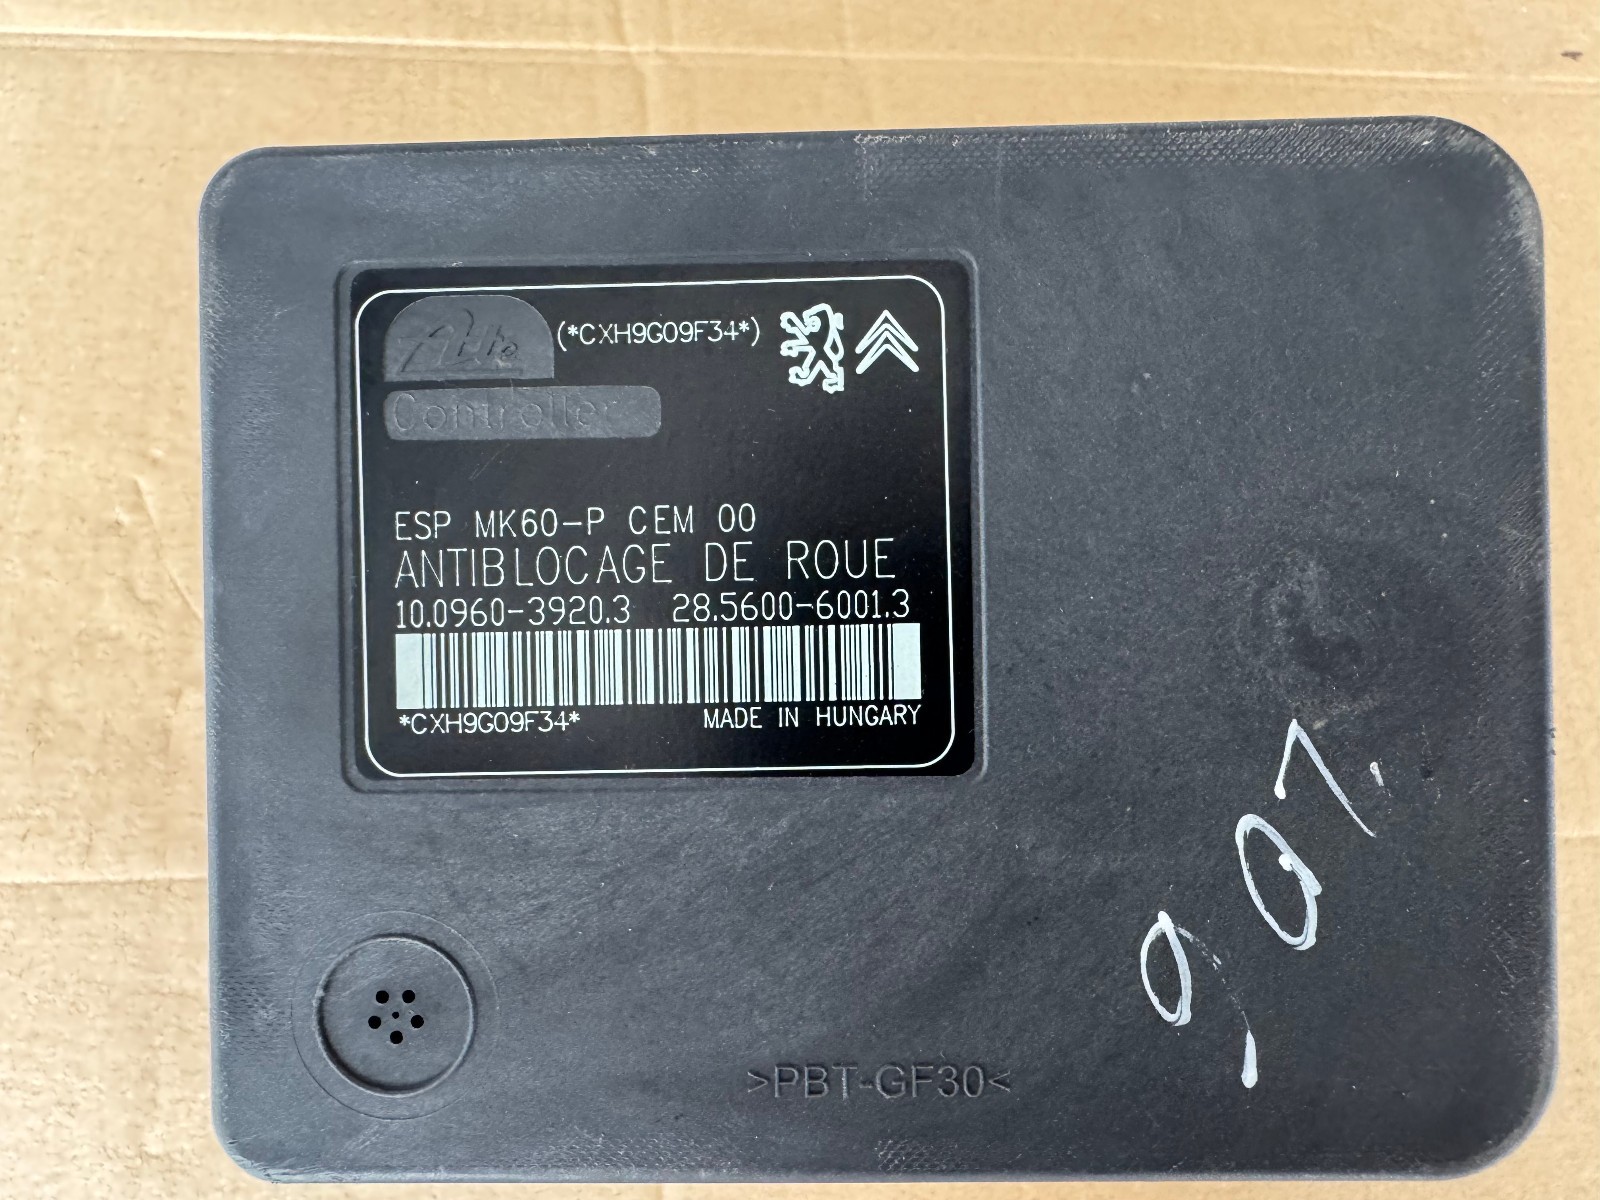 Ate
(*CXH9G09F34*)
Controller
ESP MK60-P CEM 00
ANTIBLOCAGE DE ROUE
10.0960-3920.3 28.5600-6001.3
*CXH9G09F34* MADE IN HUNGARY
907.
>PBT-GF30<